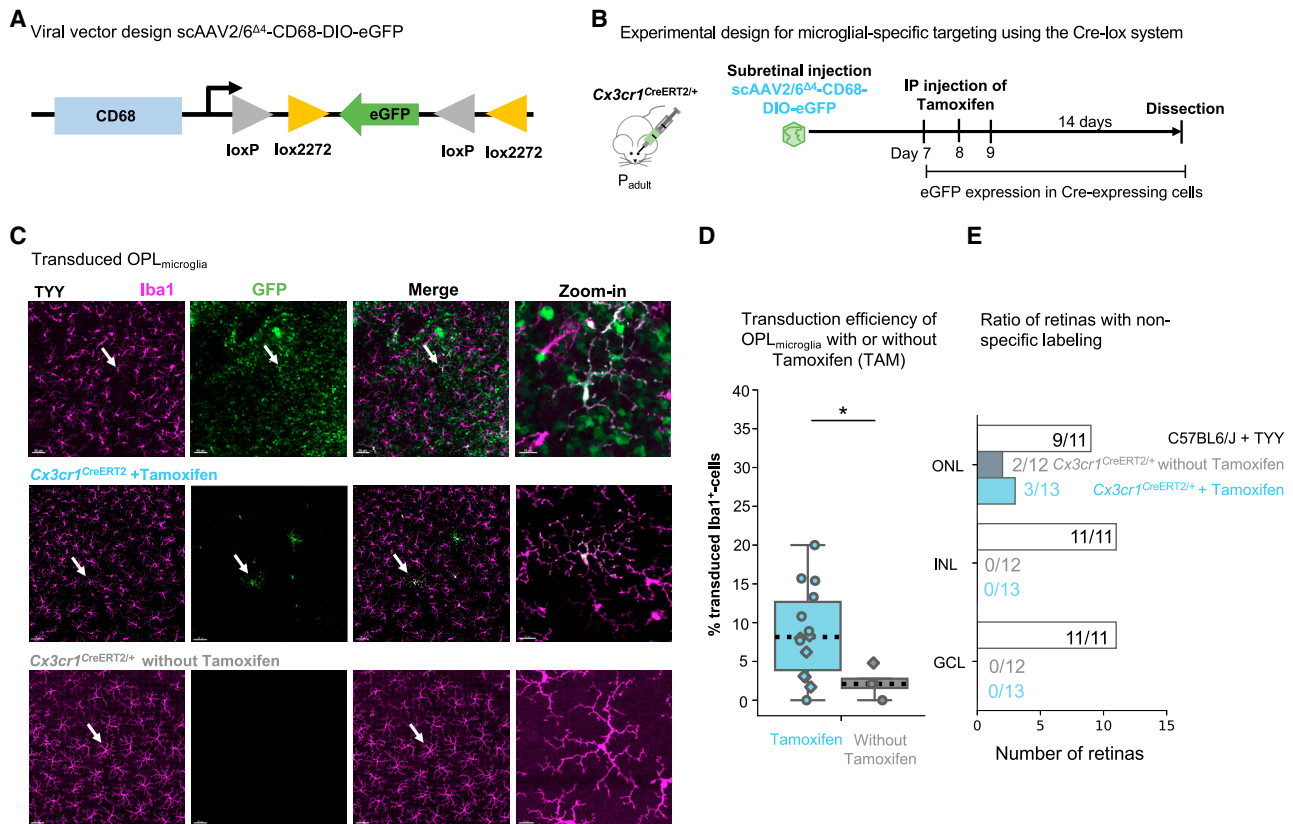 A
Viral vector design scAAV2/6Δ4-CD68-DIO-eGFP
CD68
eGFP
loxP
lox2272
loxP
lox2272
B
Experimental design for microglial-specific targeting using the Cre-lox system
Cx3cr1CreERT2/+
Padult
Subretinal injection
scAAV2/6Δ4-CD68-
DIO-eGFP
IP injection of
Tamoxifen
Dissection
14 days
Day 7
8
9
eGFP expression in Cre-expressing cells
C
Transduced OPLmicroglia
TYY
Iba1
GFP
Merge
Zoom-in
Cx3cr1CreERT2 +Tamoxifen
Cx3cr1CreERT2/+ without Tamoxifen
D
Transduction efficiency of
OPLmicroglia with or without
Tamoxifen (TAM)
% transduced Iba1+-cells
40
35
30
25
20
15
10
5
0
*
Tamoxifen
Without
Tamoxifen
E
Ratio of retinas with non-
specific labeling
ONL
9/11
C57BL6/J + TYY
2/12
Cx3cr1CreERT2/+ without Tamoxifen
3/13
Cx3cr1CreERT2/+ + Tamoxifen
INL
11/11
0/12
0/13
GCL
11/11
0/12
0/13
0
5
10
15
Number of retinas